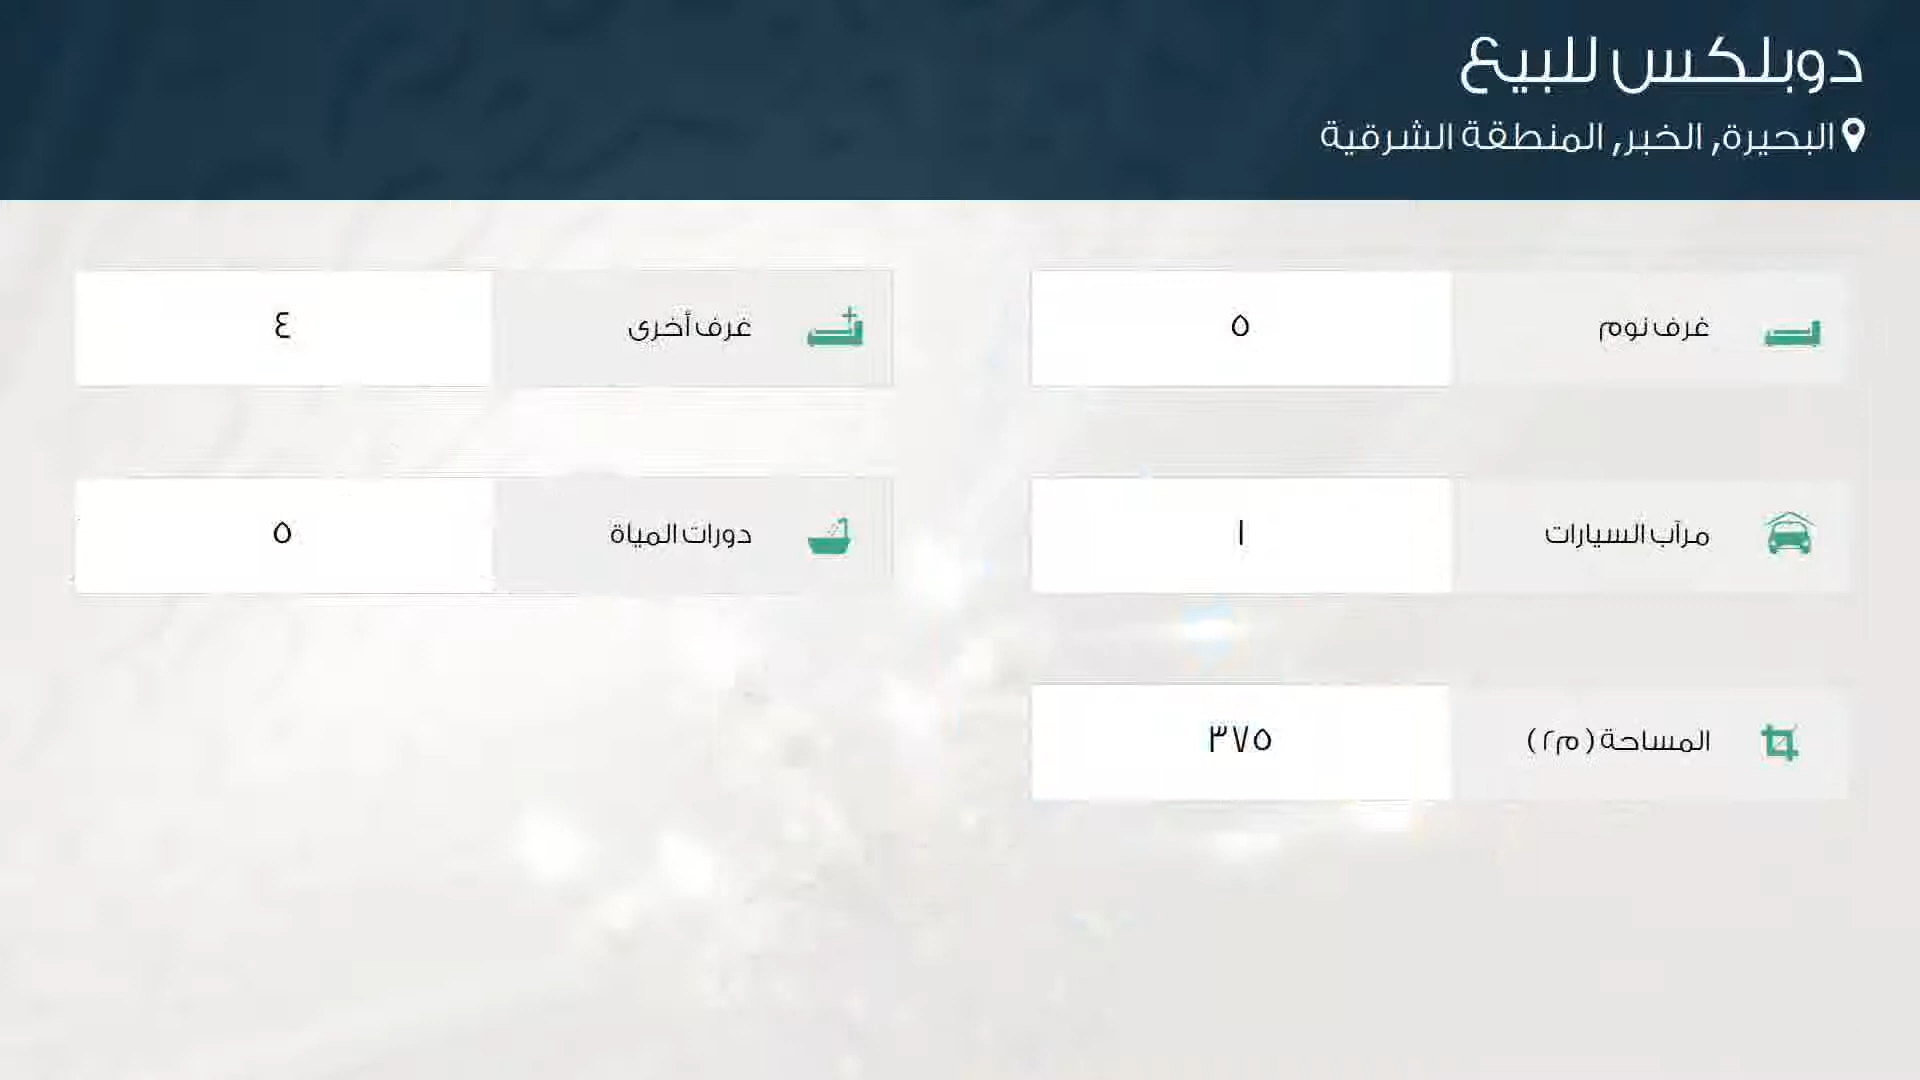 دوبلكس للبيع
البحيرة, الخبر, المنطقة الشرقية
غرف نوم ٥
غرف أخرى ٤
مرآب السيارات ١
دورات المياة ٥
المساحة (م٢) ٣٧٥